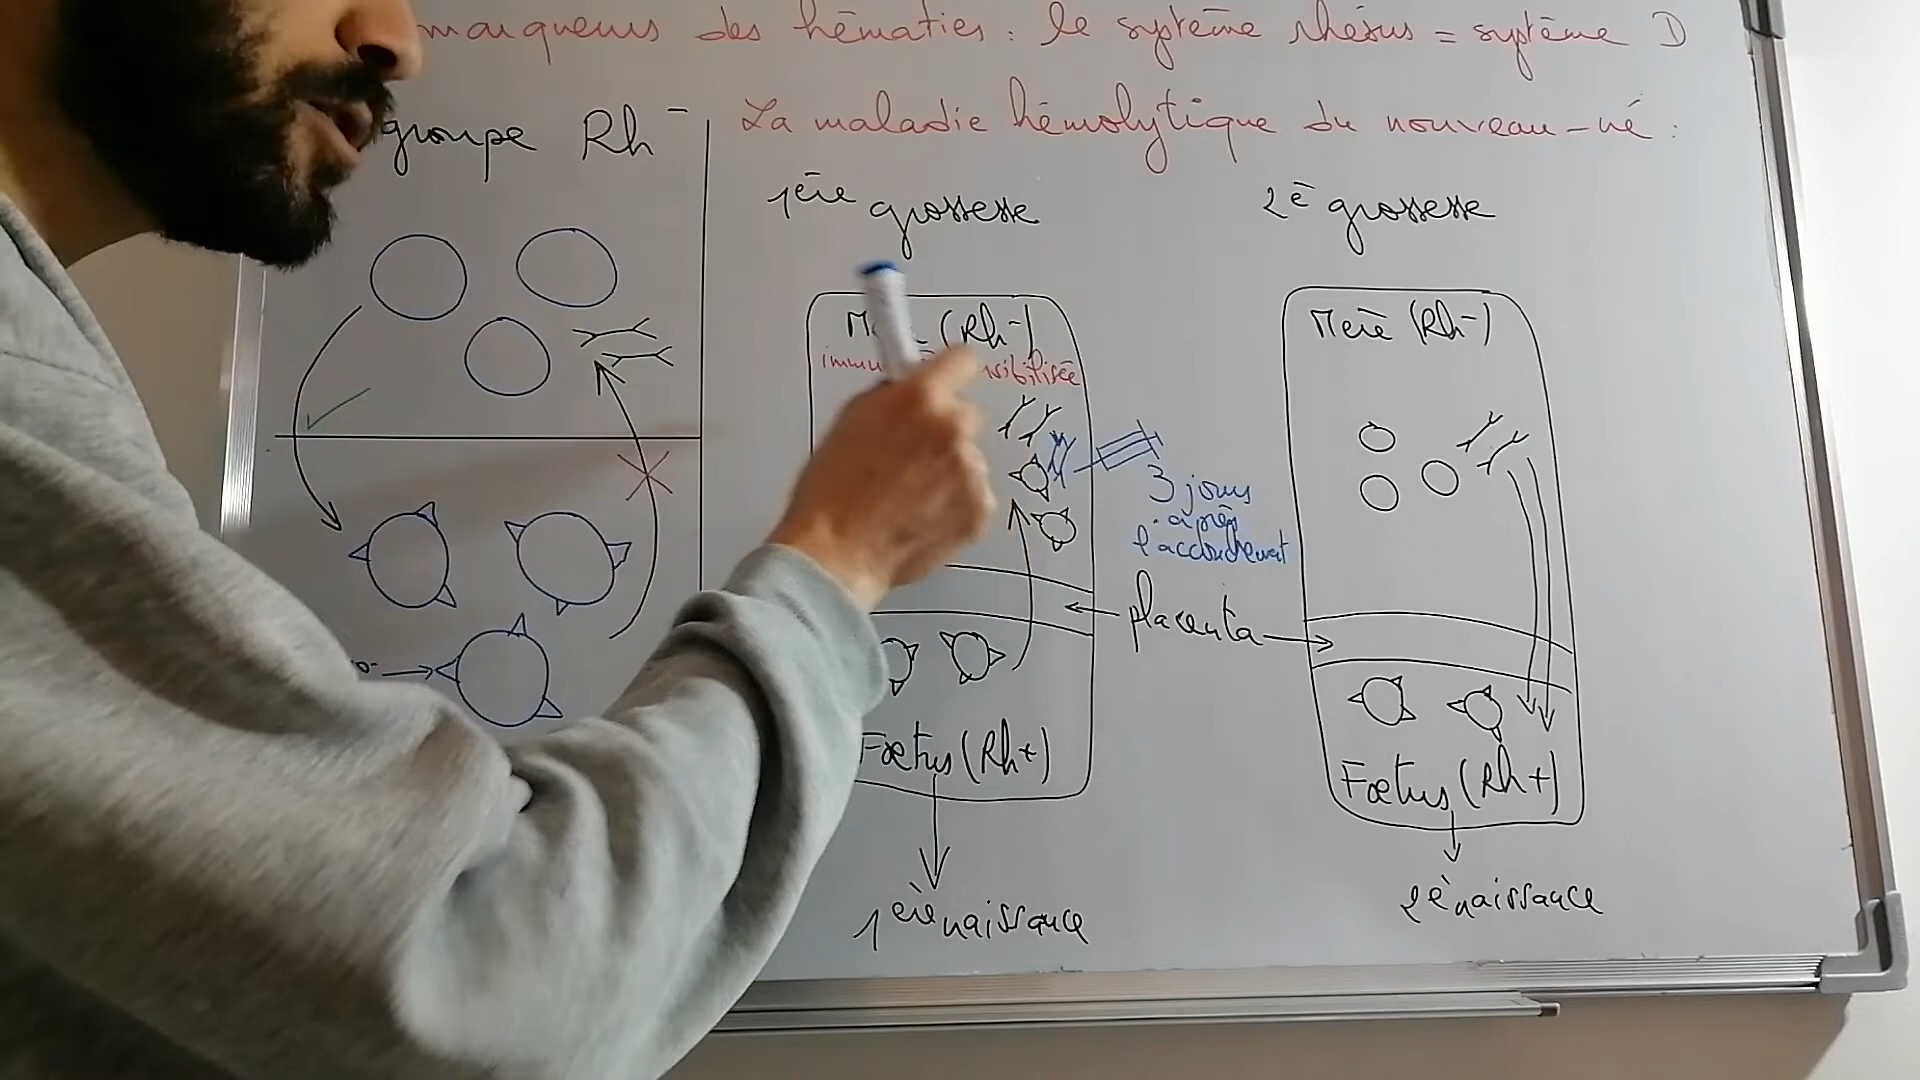 marqueurs des hématies : le système rhésus = système D
groupe Rh⁻
La maladie hémolytique du nouveau-né :
1ère grossesse
2è grossesse
(Rh⁻)
Mère (Rh⁻)
3 jours
après
l'accouchement
placenta
Fœtus (Rh+)
Fœtus (Rh+)
1ère naissance
2è naissance